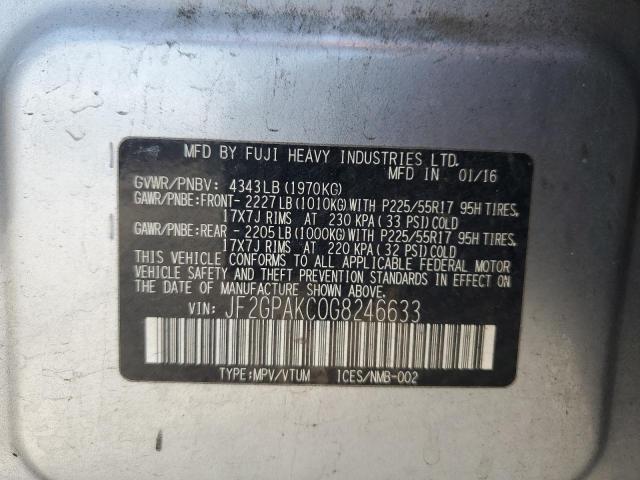 MFD BY FUJI HEAVY INDUSTRIES LTD.
MFD IN 01/16
GVWR/PNBV: 4343LB(1970KG)
GAWR/PNBE:FRONT-2227LB(1010KG)WITH P225/55R17 95H TIRES,
17X7J RIMS AT 230 KPA(33 PSI)COLD
GAWR/PNBE:REAR -2205LB(1000KG)WITH P225/55R17 95H TIRES,
17X7J RIMS AT 220 KPA(32 PSI)COLD
THIS VEHICLE CONFORMS TO ALL APPLICABLE FEDERAL MOTOR
VEHICLE SAFETY AND THEFT PREVENTION STANDARDS IN EFFECT
ON THE DATE OF MANUFACTURE SHOWN ABOVE.
VIN: JF2GPAKC0G8246633
TYPE:MPV/VTUM ICES/NMB-002